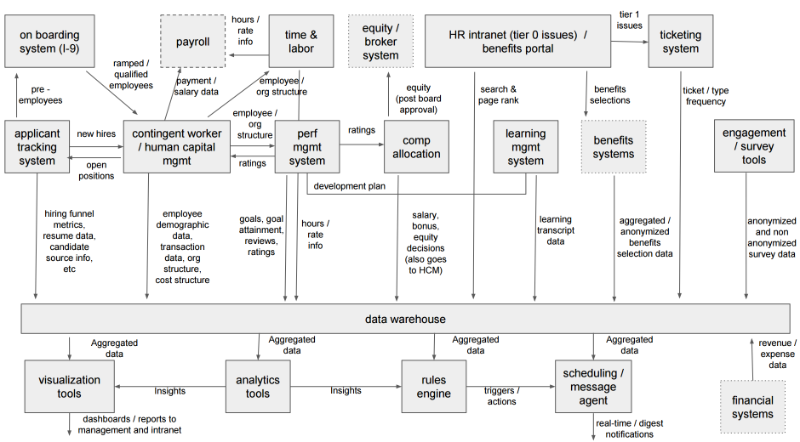 on boarding
system (I-9)
payroll
hours /
rate
info
time &
labor
equity /
broker
system
HR intranet (tier 0 issues) /
benefits portal
tier 1
issues
ticketing
system
pre -
employees
ramped /
qualified
employees
payment /
salary data
employee /
org structure
equity
(post board
approval)
search &
page rank
benefits
selections
ticket / type
frequency
applicant
tracking
system
new hires
open
positions
contingent worker
/ human capital
mgmt
employee /
org
structure
ratings
perf
mgmt
system
ratings
comp
allocation
learning
mgmt
system
benefits
systems
engagement
/ survey
tools
development plan
hiring funnel
metrics,
resume data,
candidate
source info,
etc
employee
demographic
data,
transaction
data, org
structure,
cost structure
goals, goal
attainment,
reviews,
ratings
hours /
rate
info
salary,
bonus,
equity
decisions
(also goes
to HCM)
learning
transcript
data
aggregated /
anonymized
benefits
selection data
anonymized
and non
anonymized
survey data
data warehouse
Aggregated
data
Aggregated
data
Aggregated
data
Aggregated
data
revenue /
expense
data
visualization
tools
Insights
analytics
tools
Insights
rules
engine
triggers /
actions
scheduling /
message
agent
financial
systems
dashboards / reports to
management and intranet
real-time / digest
notifications